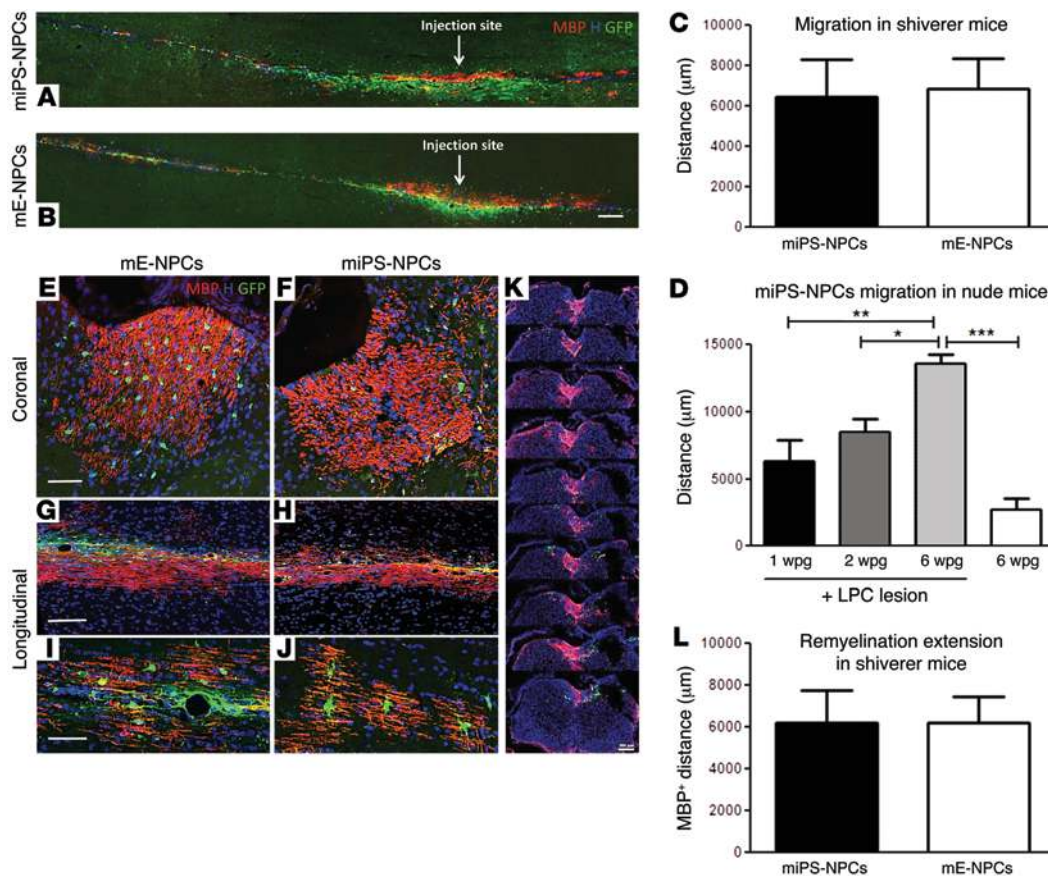 miPS-NPCs
Injection site
MBP H GFP
A
mE-NPCs
Injection site
B
C
Migration in shiverer mice
Distance (µm)
10000
8000
6000
4000
2000
0
miPS-NPCs
mE-NPCs
mE-NPCs
miPS-NPCs
Coronal
E
MBP H GFP
F
K
Longitudinal
G
H
I
J
D
miPS-NPCs migration in nude mice
**
*
***
Distance (µm)
15000
10000
5000
0
1 wpg
2 wpg
6 wpg
6 wpg
+ LPC lesion
L
Remyelination extension
in shiverer mice
MBP⁺ distance (µm)
10000
8000
6000
4000
2000
0
miPS-NPCs
mE-NPCs